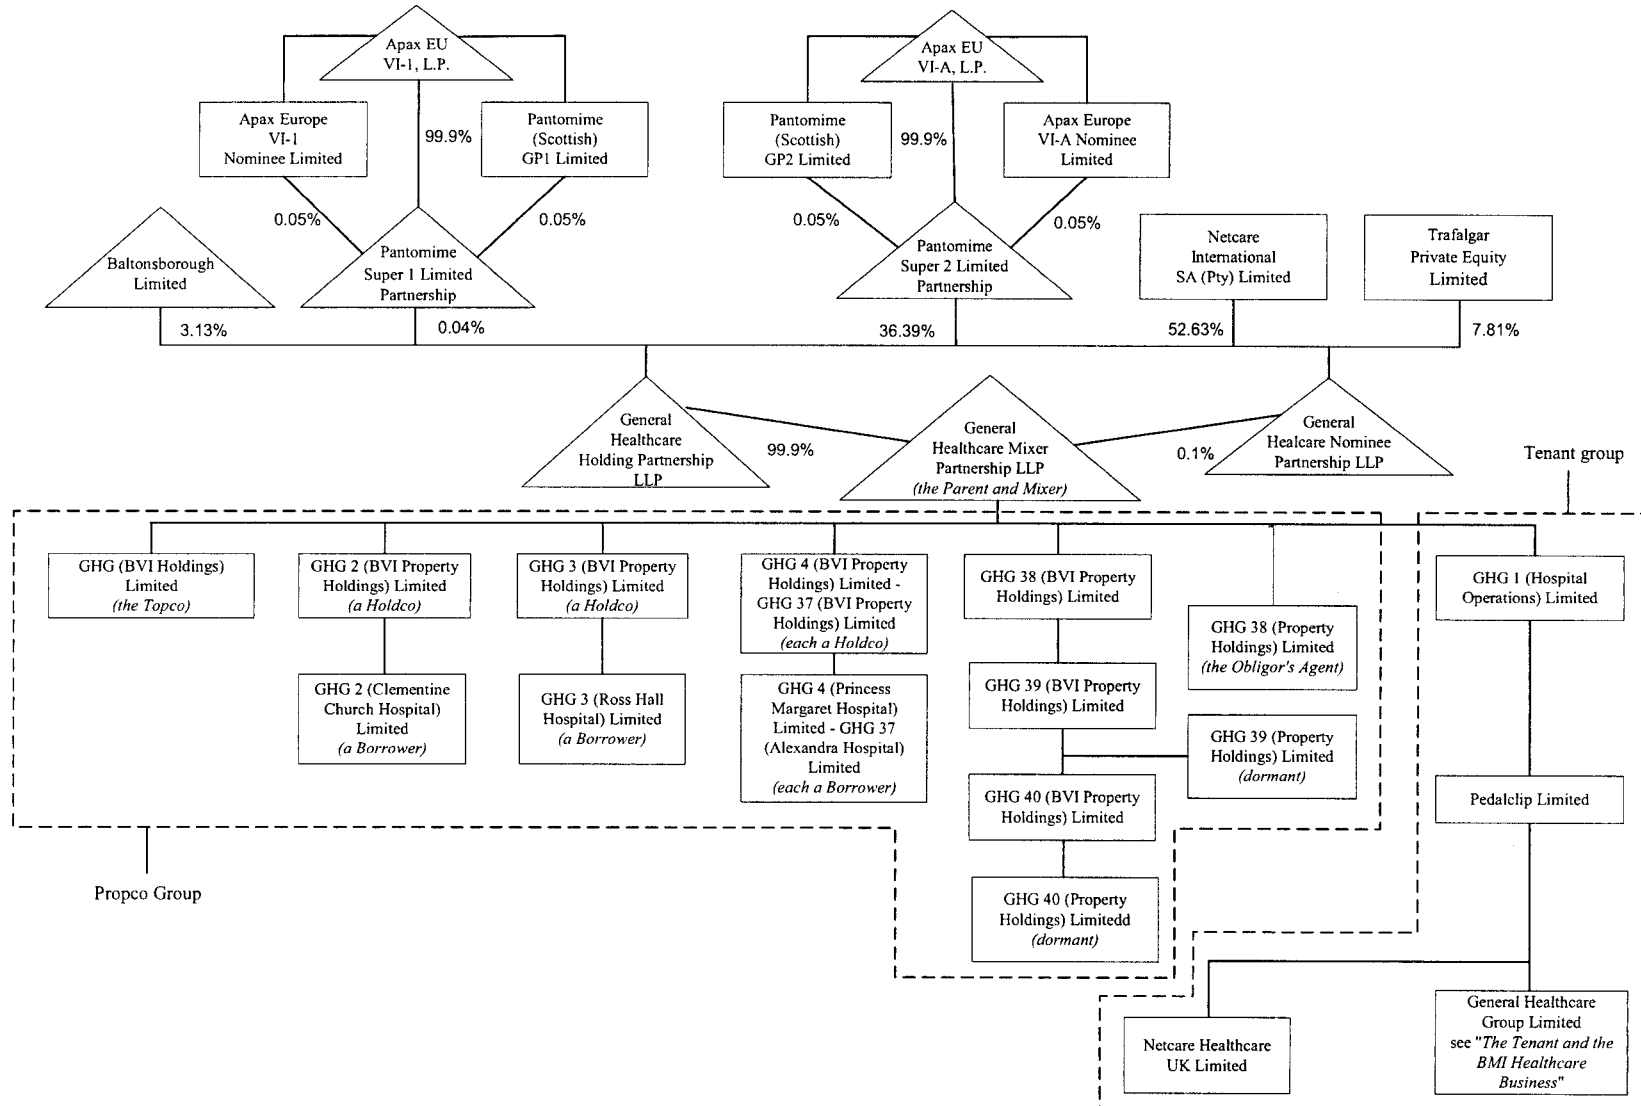 Apax EU
VI-1, L.P.
Apax EU
VI-A, L.P.
Apax Europe
VI-1
Nominee Limited
99.9%
Pantomime
(Scottish)
GP1 Limited
Pantomime
(Scottish)
GP2 Limited
99.9%
Apax Europe
VI-A Nominee
Limited
0.05%
0.05%
0.05%
0.05%
Baltonsborough
Limited
Pantomime
Super 1 Limited
Partnership
Pantomime
Super 2 Limited
Partnership
Netcare
International
SA (Pty) Limited
Trafalgar
Private Equity
Limited
3.13%
0.04%
36.39%
52.63%
7.81%
General
Healthcare
Holding Partnership
LLP
99.9%
General
Healthcare Mixer
Partnership LLP
(the Parent and Mixer)
0.1%
General
Healcare Nominee
Partnership LLP
Tenant group
GHG (BVI Holdings)
Limited
(the Topco)
GHG 2 (BVI Property
Holdings) Limited
(a Holdco)
GHG 3 (BVI Property
Holdings) Limited
(a Holdco)
GHG 4 (BVI Property
Holdings) Limited -
GHG 37 (BVI Property
Holdings) Limited
(each a Holdco)
GHG 38 (BVI Property
Holdings) Limited
GHG 38 (Property
Holdings) Limited
(the Obligor's Agent)
GHG 1 (Hospital
Operations) Limited
GHG 2 (Clementine
Church Hospital)
Limited
(a Borrower)
GHG 3 (Ross Hall
Hospital) Limited
(a Borrower)
GHG 4 (Princess
Margaret Hospital)
Limited - GHG 37
(Alexandra Hospital)
Limited
(each a Borrower)
GHG 39 (BVI Property
Holdings) Limited
GHG 39 (Property
Holdings) Limited
(dormant)
GHG 40 (BVI Property
Holdings) Limited
Pedalclip Limited
Propco Group
GHG 40 (Property
Holdings) Limitedd
(dormant)
Netcare Healthcare
UK Limited
General Healthcare
Group Limited
see "The Tenant and the
BMI Healthcare
Business"